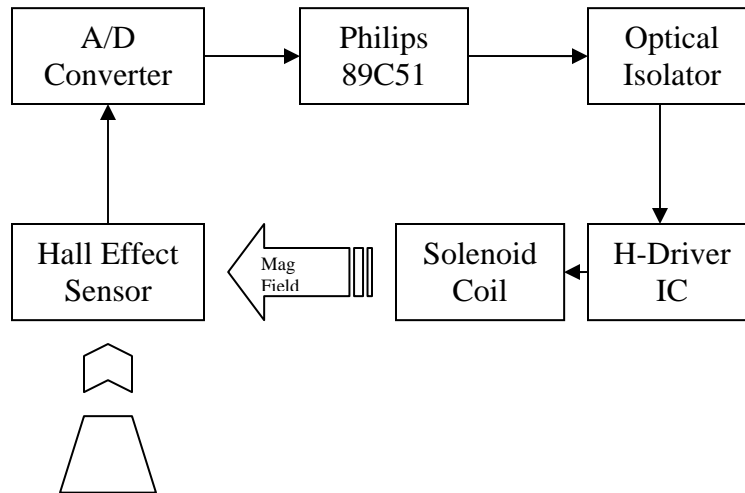 A/D
Converter
Philips
89C51
Optical
Isolator
Hall Effect
Sensor
Mag
Field
Solenoid
Coil
H-Driver
IC